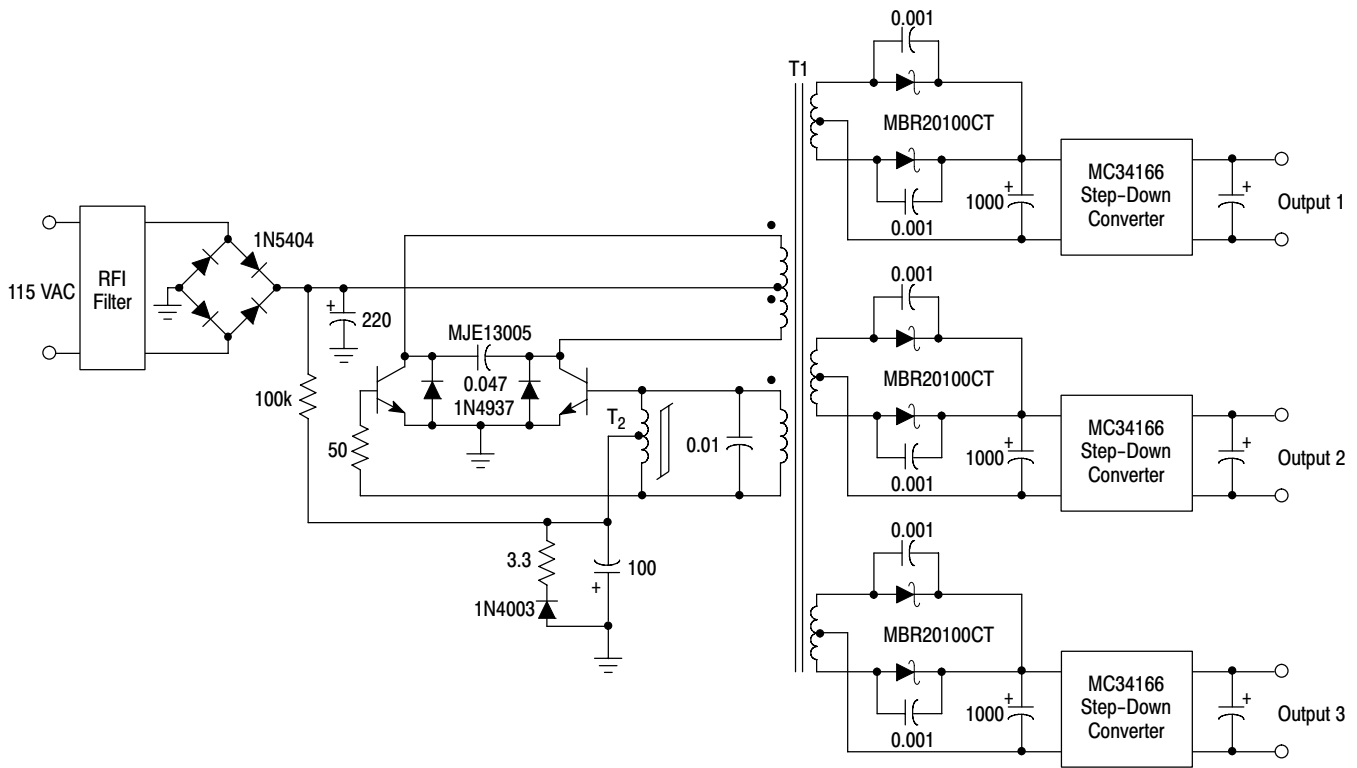 0.001
T1
MBR20100CT
0.001
1000
+
MC34166
Step-Down
Converter
+
Output 1
115 VAC
RFI
Filter
1N5404
+
220
100k
MJE13005
0.047
1N4937
50
T2
0.01
3.3
1N4003
100
+
0.001
MBR20100CT
0.001
1000
+
MC34166
Step-Down
Converter
+
Output 2
0.001
MBR20100CT
0.001
1000
+
MC34166
Step-Down
Converter
+
Output 3